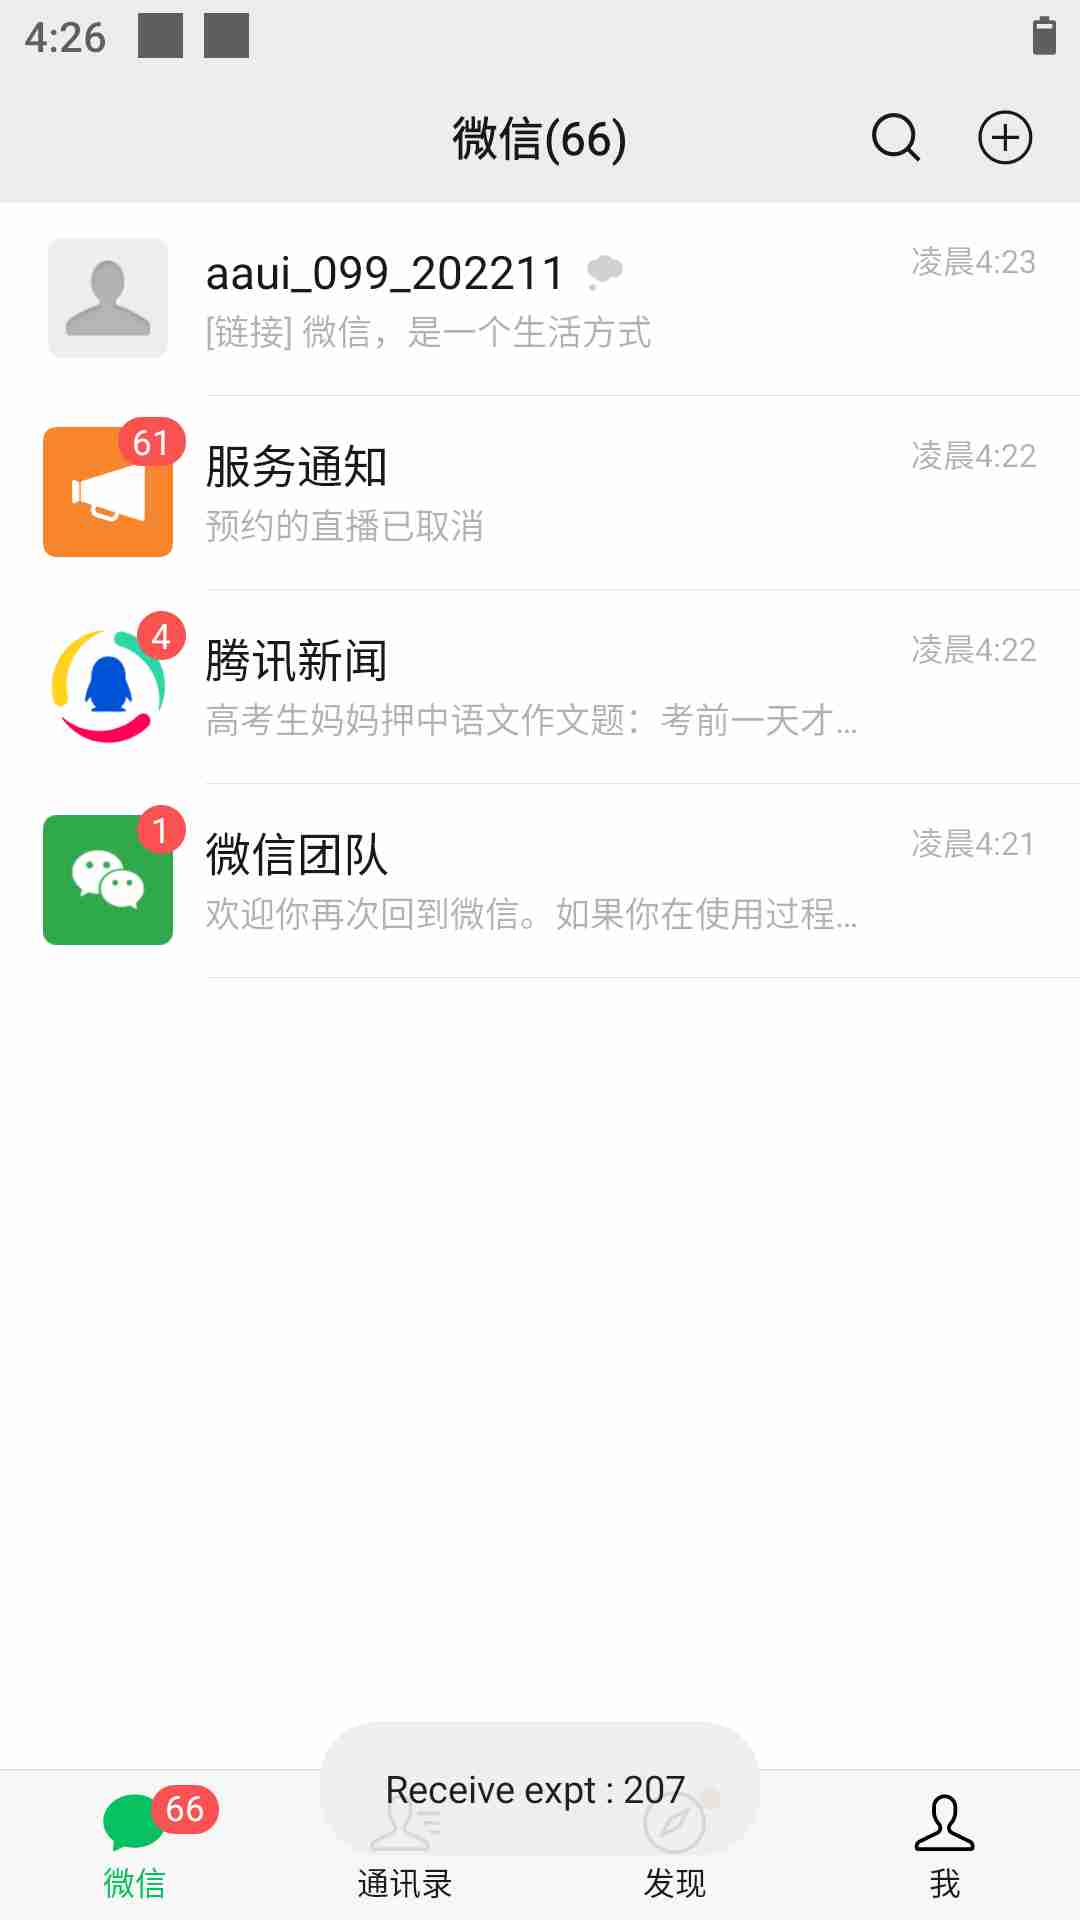 4:26
微信(66)
aaui_099_202211
凌晨4:23
[链接] 微信，是一个生活方式
61
服务通知
凌晨4:22
预约的直播已取消
4
腾讯新闻
凌晨4:22
高考生妈妈押中语文作文题：考前一天才...
1
微信团队
凌晨4:21
欢迎你再次回到微信。如果你在使用过程...
Receive expt : 207
66
微信
通讯录
发现
我